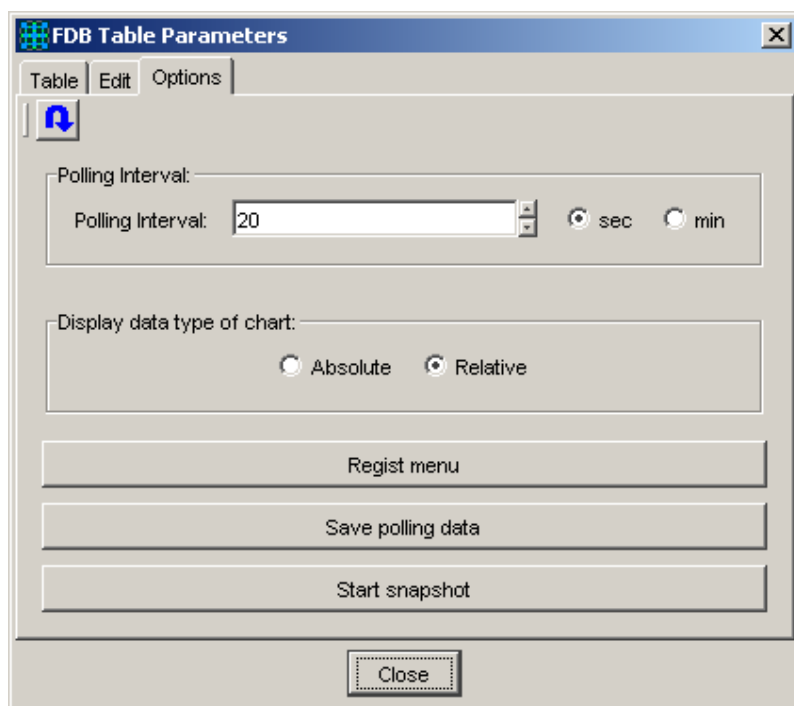 FDB Table Parameters
Table Edit Options
Polling Interval:
Polling Interval: 20 sec min
Display data type of chart:
Absolute Relative
Regist menu
Save polling data
Start snapshot
Close